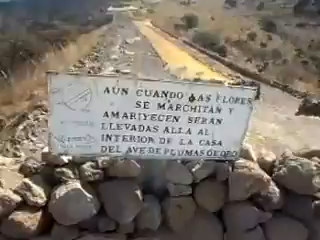 AUN CUANDO LAS FLORES
SE MARCHITAN Y
AMARIYECEN SERAN
LLEVADAS ALLA AL
INTERIOR DE LA CASA
DEL AVE DE PLUMAS DE ORO